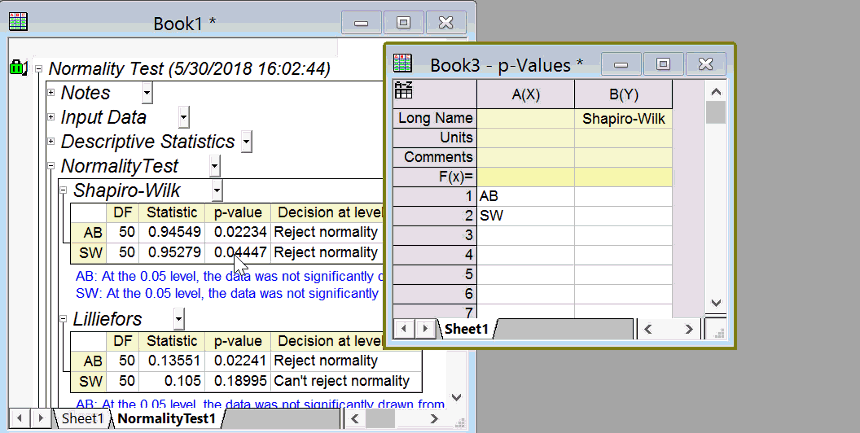 Book1 *
Normality Test (5/30/2018 16:02:44)
Notes
Input Data
Descriptive Statistics
NormalityTest
Shapiro-Wilk
DF Statistic p-value Decision at level
AB 50 0.94549 0.02234 Reject normality
SW 50 0.95279 0.04447 Reject normality
AB: At the 0.05 level, the data was not significantly
SW: At the 0.05 level, the data was not significantly
Lilliefors
DF Statistic p-value Decision at level
AB 50 0.13551 0.02241 Reject normality
SW 50 0.105 0.18995 Can't reject normality
AB: At the 0.05 level, the data was not significantly drawn from
Sheet1 NormalityTest1
Book3 - p-Values *
A(X) B(Y)
Long Name Shapiro-Wilk
Units
Comments
F(x)=
1 AB
2 SW
3
4
5
6
7
Sheet1